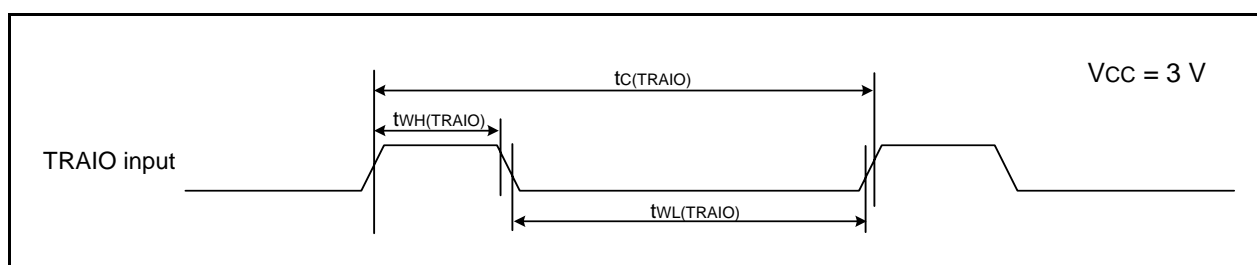 tC(TRAIO)
VCC = 3 V
tWH(TRAIO)
TRAIO input
tWL(TRAIO)